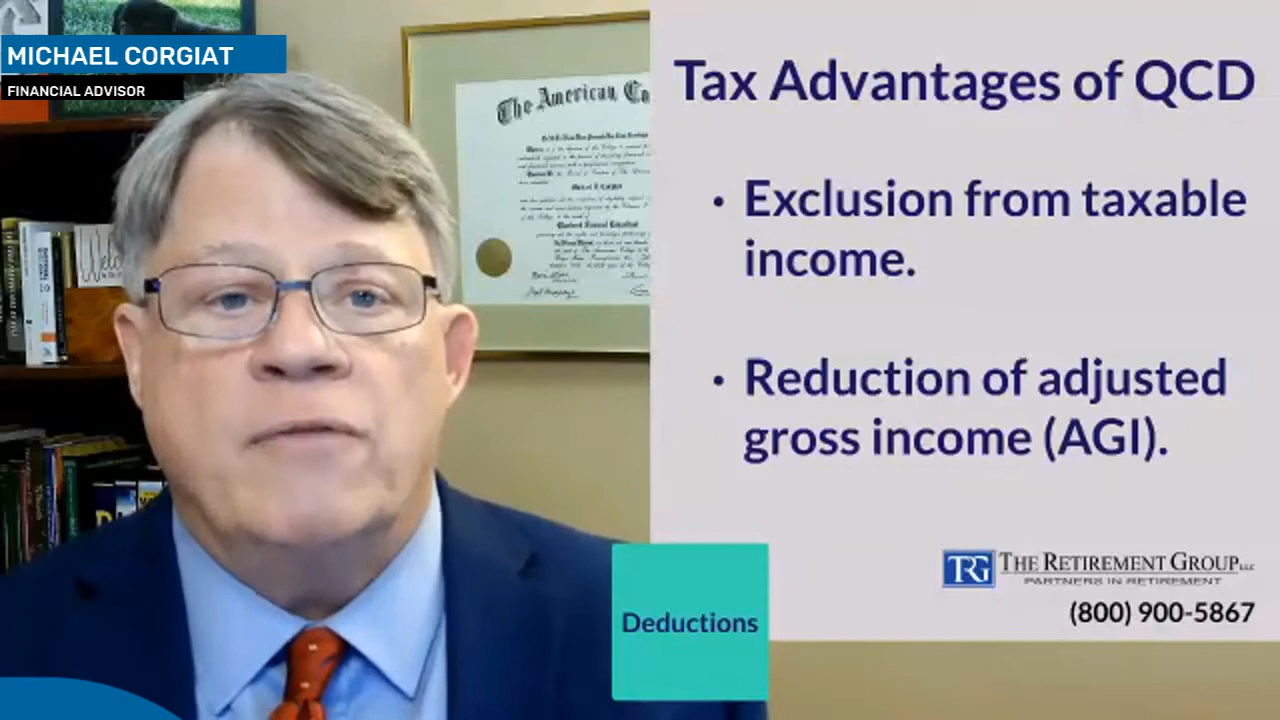 MICHAEL CORGIAT
FINANCIAL ADVISOR
The American Co
Tax Advantages of QCD
• Exclusion from taxable
income.
• Reduction of adjusted
gross income (AGI).
Deductions
TRG THE RETIREMENT GROUP LLC
PARTNERS IN RETIREMENT
(800) 900-5867